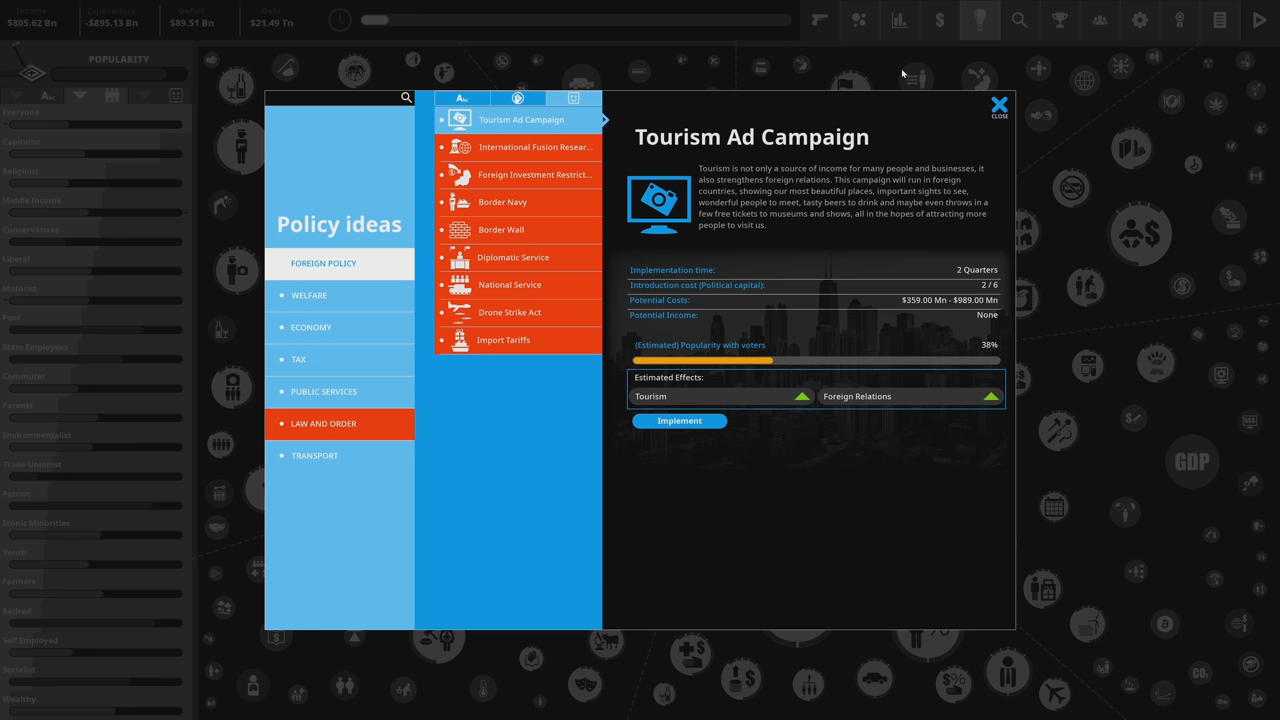 Income
$805.62 Bn
Expenditure
-$895.13 Bn
Deficit
$89.51 Bn
Debt
$21.49 Tn
POPULARITY
Everyone
Capitalist
Religious
Middle Income
Conservatives
Liberal
Motorist
Poor
State Employees
Commuter
Parents
Environmentalist
Trade Unionist
Patriot
Ethnic Minorities
Youth
Farmers
Retired
Self Employed
Socialist
Wealthy
Policy ideas
FOREIGN POLICY
WELFARE
ECONOMY
TAX
PUBLIC SERVICES
LAW AND ORDER
TRANSPORT
Tourism Ad Campaign
International Fusion Resear...
Foreign Investment Restrict...
Border Navy
Border Wall
Diplomatic Service
National Service
Drone Strike Act
Import Tariffs
CLOSE
Tourism Ad Campaign
Tourism is not only a source of income for many people and businesses, it
also strengthens foreign relations. This campaign will run in foreign
countries, showing our most beautiful places, important sights to see,
wonderful people to meet, tasty beers to drink and maybe even throws in a
few free tickets to museums and shows, all in the hopes of attracting more
people to visit us.
Implementation time: 2 Quarters
Introduction cost (Political capital): 2 / 6
Potential Costs: $359.00 Mn - $989.00 Mn
Potential Income: None
(Estimated) Popularity with voters 38%
Estimated Effects:
Tourism
Foreign Relations
Implement
GDP